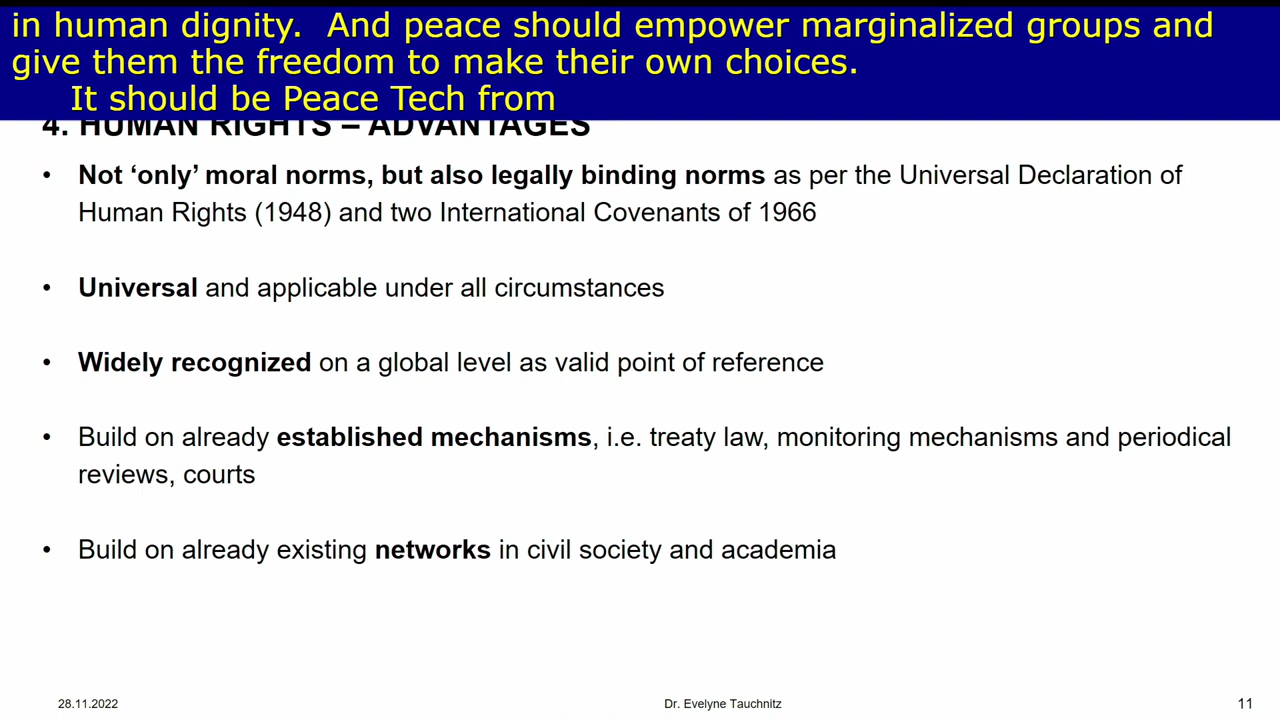 in human dignity.  And peace should empower marginalized groups and
give them the freedom to make their own choices.
It should be Peace Tech from
4. HUMAN RIGHTS – ADVANTAGES
• Not ‘only’ moral norms, but also legally binding norms as per the Universal Declaration of
Human Rights (1948) and two International Covenants of 1966
• Universal and applicable under all circumstances
• Widely recognized on a global level as valid point of reference
• Build on already established mechanisms, i.e. treaty law, monitoring mechanisms and periodical
reviews, courts
• Build on already existing networks in civil society and academia
28.11.2022
Dr. Evelyne Tauchnitz
11